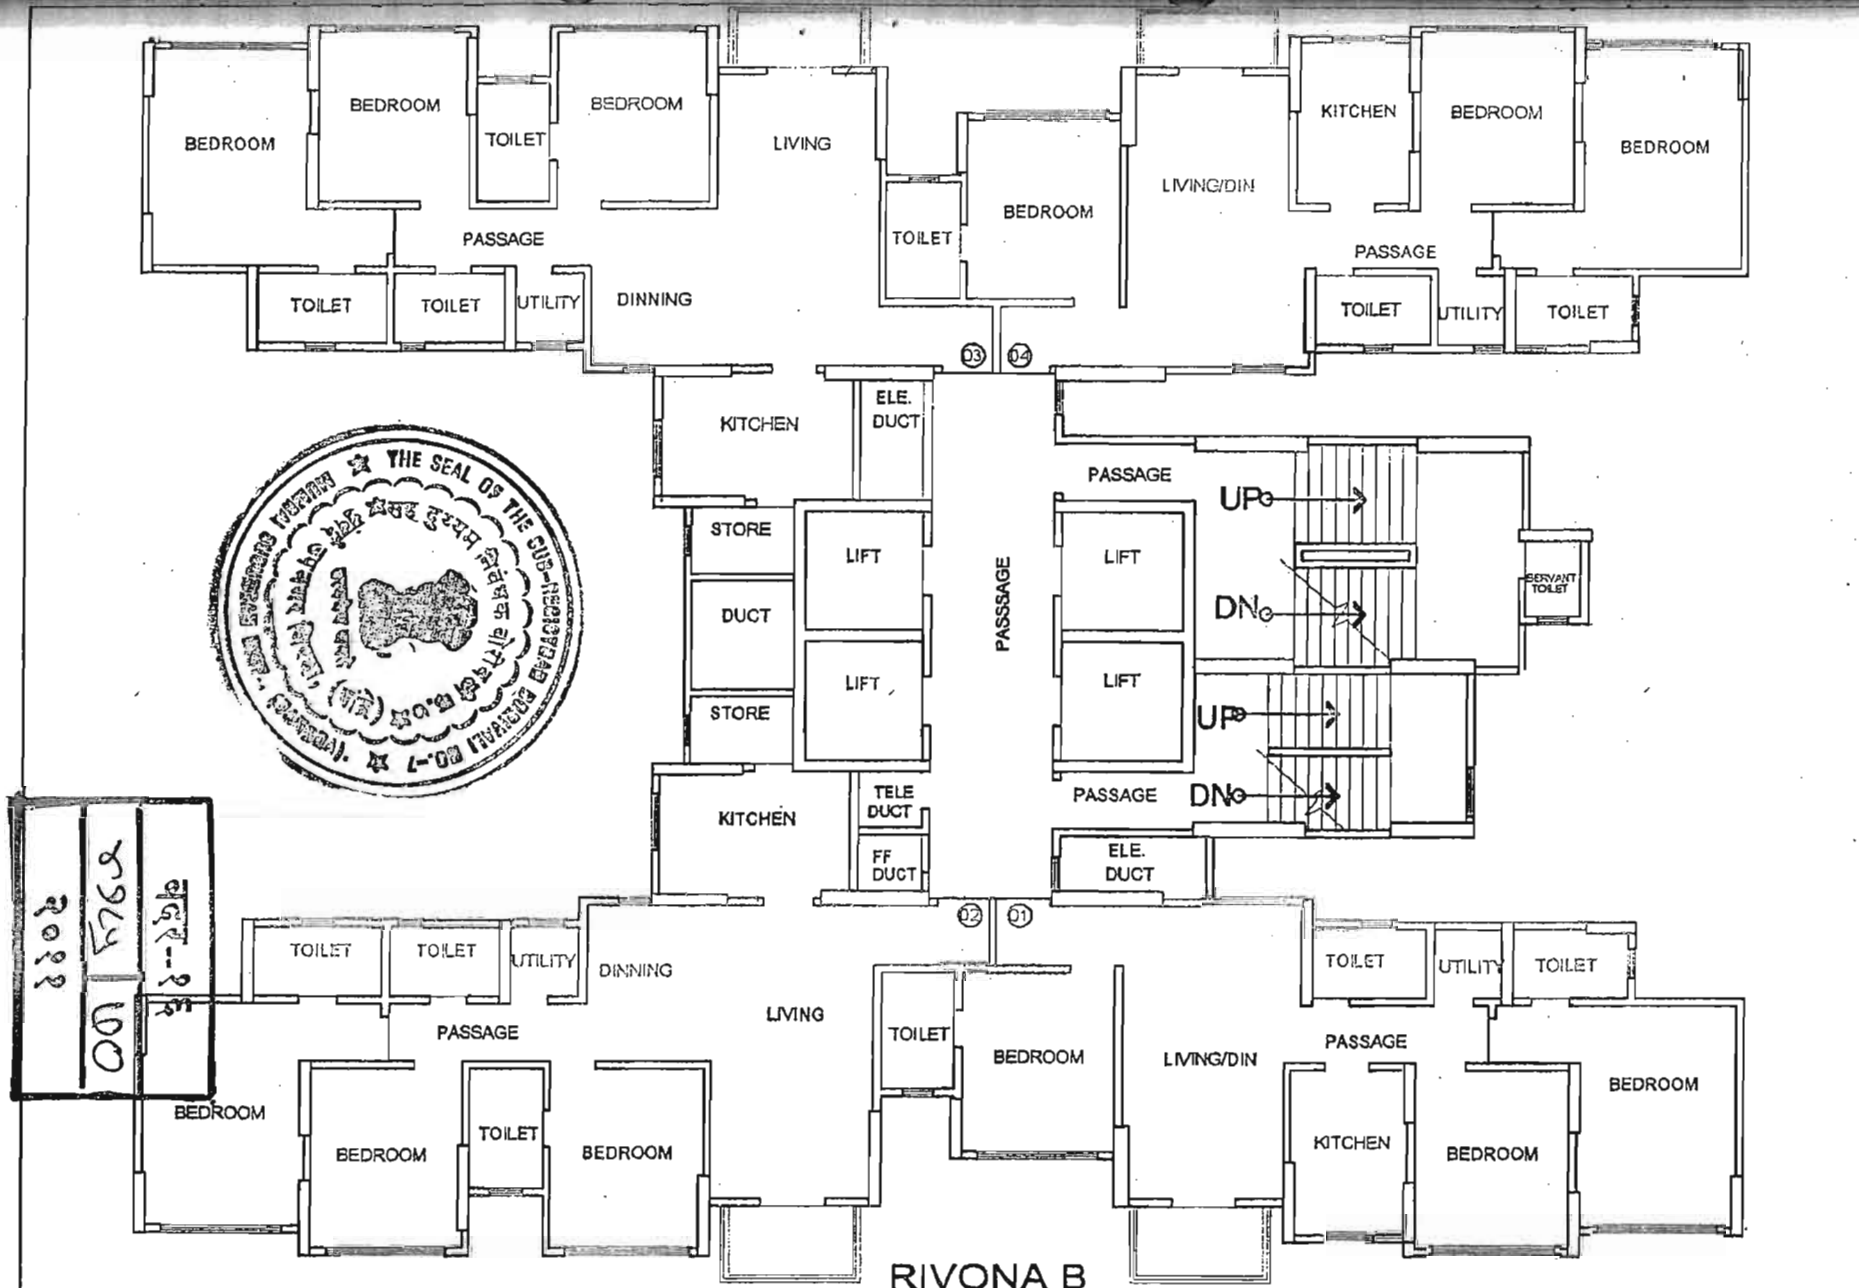 BEDROOM
BEDROOM
TOILET
BEDROOM
LIVING
KITCHEN
BEDROOM
BEDROOM
LIVING/DIN
BEDROOM
TOILET
PASSAGE
PASSAGE
TOILET
TOILET
UTILITY
DINNING
TOILET
UTILITY
TOILET
03
04
KITCHEN
ELE.
DUCT
PASSAGE
UP
STORE
LIFT
LIFT
PASSSAGE
DN
SERVANT
TOILET
DUCT
LIFT
LIFT
STORE
UP
KITCHEN
TELE
DUCT
PASSAGE
DN
FF
DUCT
ELE.
DUCT
THE SEAL OF THE SUB-REGISTRAR BORIVALI NO.-7
02
01
TOILET
TOILET
UTILITY
DINNING
TOILET
UTILITY
TOILET
LIVING
PASSAGE
TOILET
BEDROOM
LIVING/DIN
PASSAGE
BEDROOM
BEDROOM
BEDROOM
TOILET
BEDROOM
KITCHEN
BEDROOM
RIVONA B